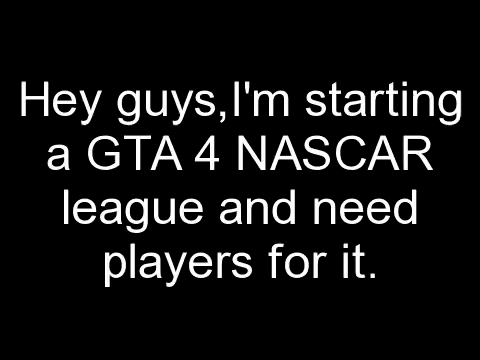 Hey guys,I'm starting
a GTA 4 NASCAR
league and need
players for it.